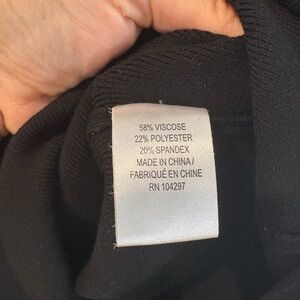 58% VISCOSE
22% POLYESTER
20% SPANDEX
MADE IN CHINA/
FABRIQUÉ EN CHINE
RN 104297